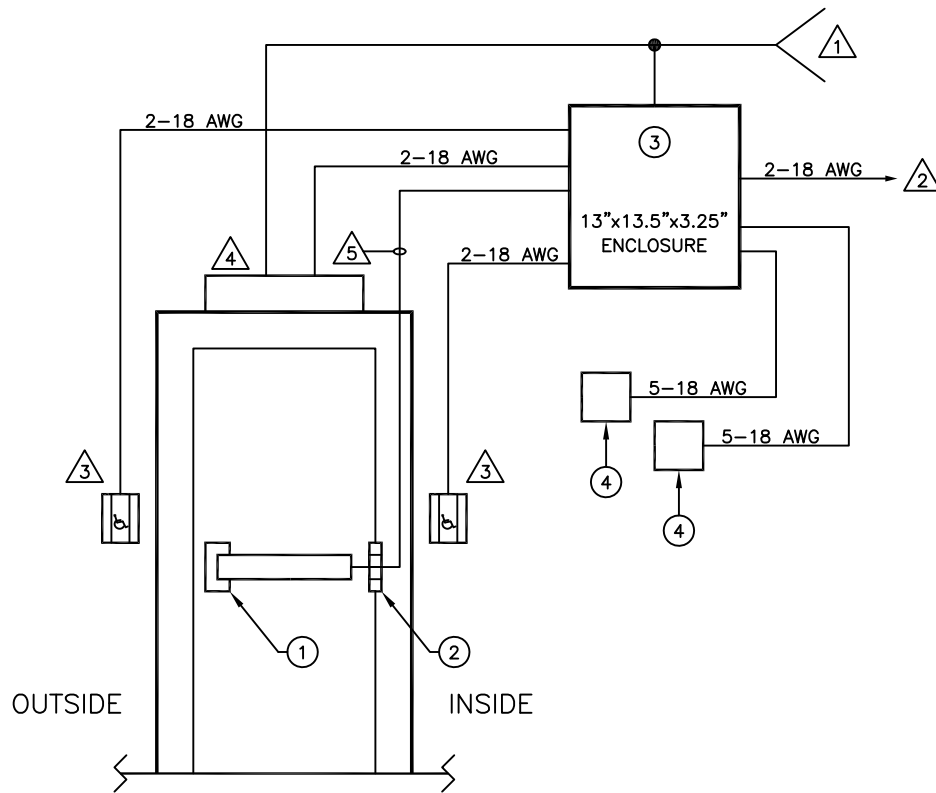 1
2-18 AWG
3
2-18 AWG
2-18 AWG
2
13"x13.5"x3.25"
ENCLOSURE
4
5
2-18 AWG
5-18 AWG
5-18 AWG
3
3
4
4
1
2
OUTSIDE
INSIDE